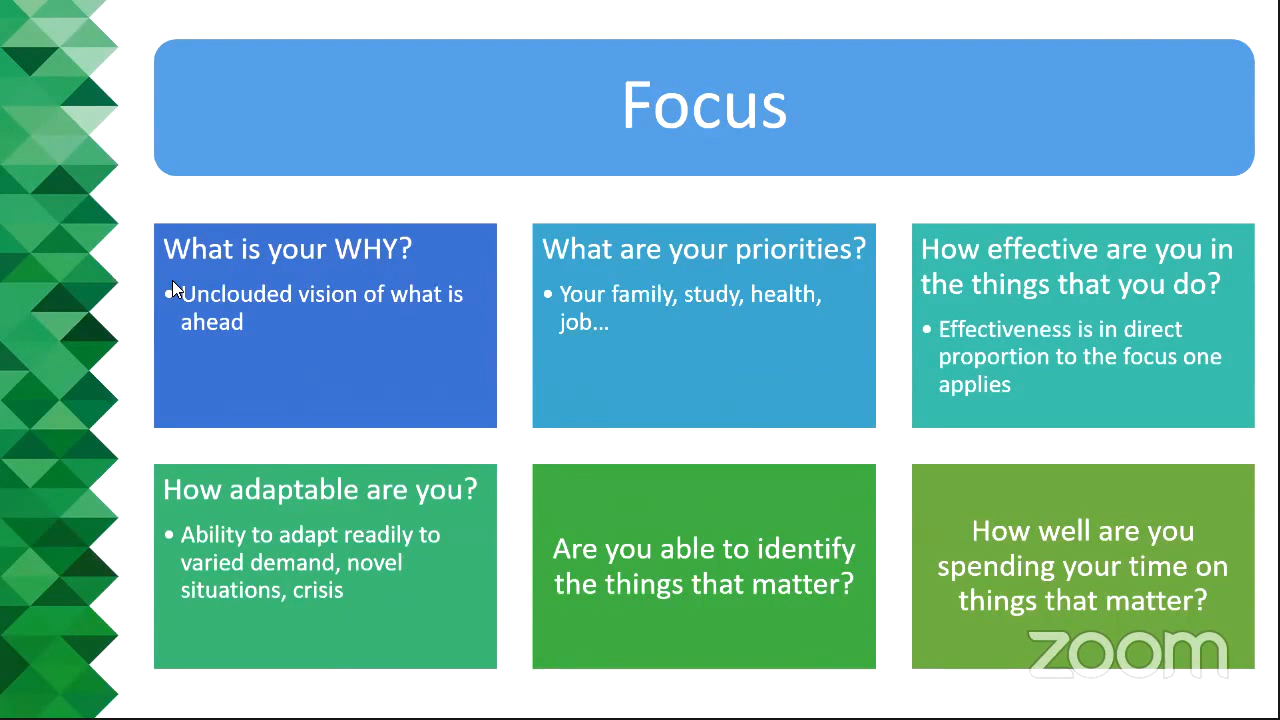 Focus
What is your WHY?
• Unclouded vision of what is
ahead
What are your priorities?
• Your family, study, health,
job...
How effective are you in
the things that you do?
• Effectiveness is in direct
proportion to the focus one
applies
How adaptable are you?
• Ability to adapt readily to
varied demand, novel
situations, crisis
Are you able to identify
the things that matter?
How well are you
spending your time on
things that matter?
zoom